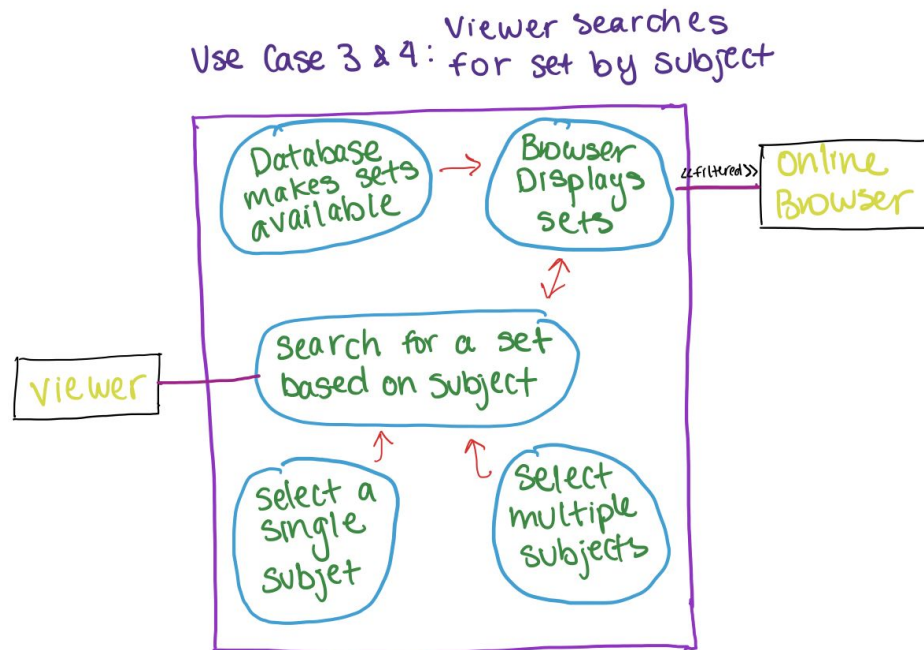 Use Case 3 & 4: Viewer searches
for set by subject
Database
makes sets
available
Browser
Displays
sets
<<filtered>>
Online
Browser
search for a set
based on subject
viewer
select a
single
subjet
select
multiple
subjects